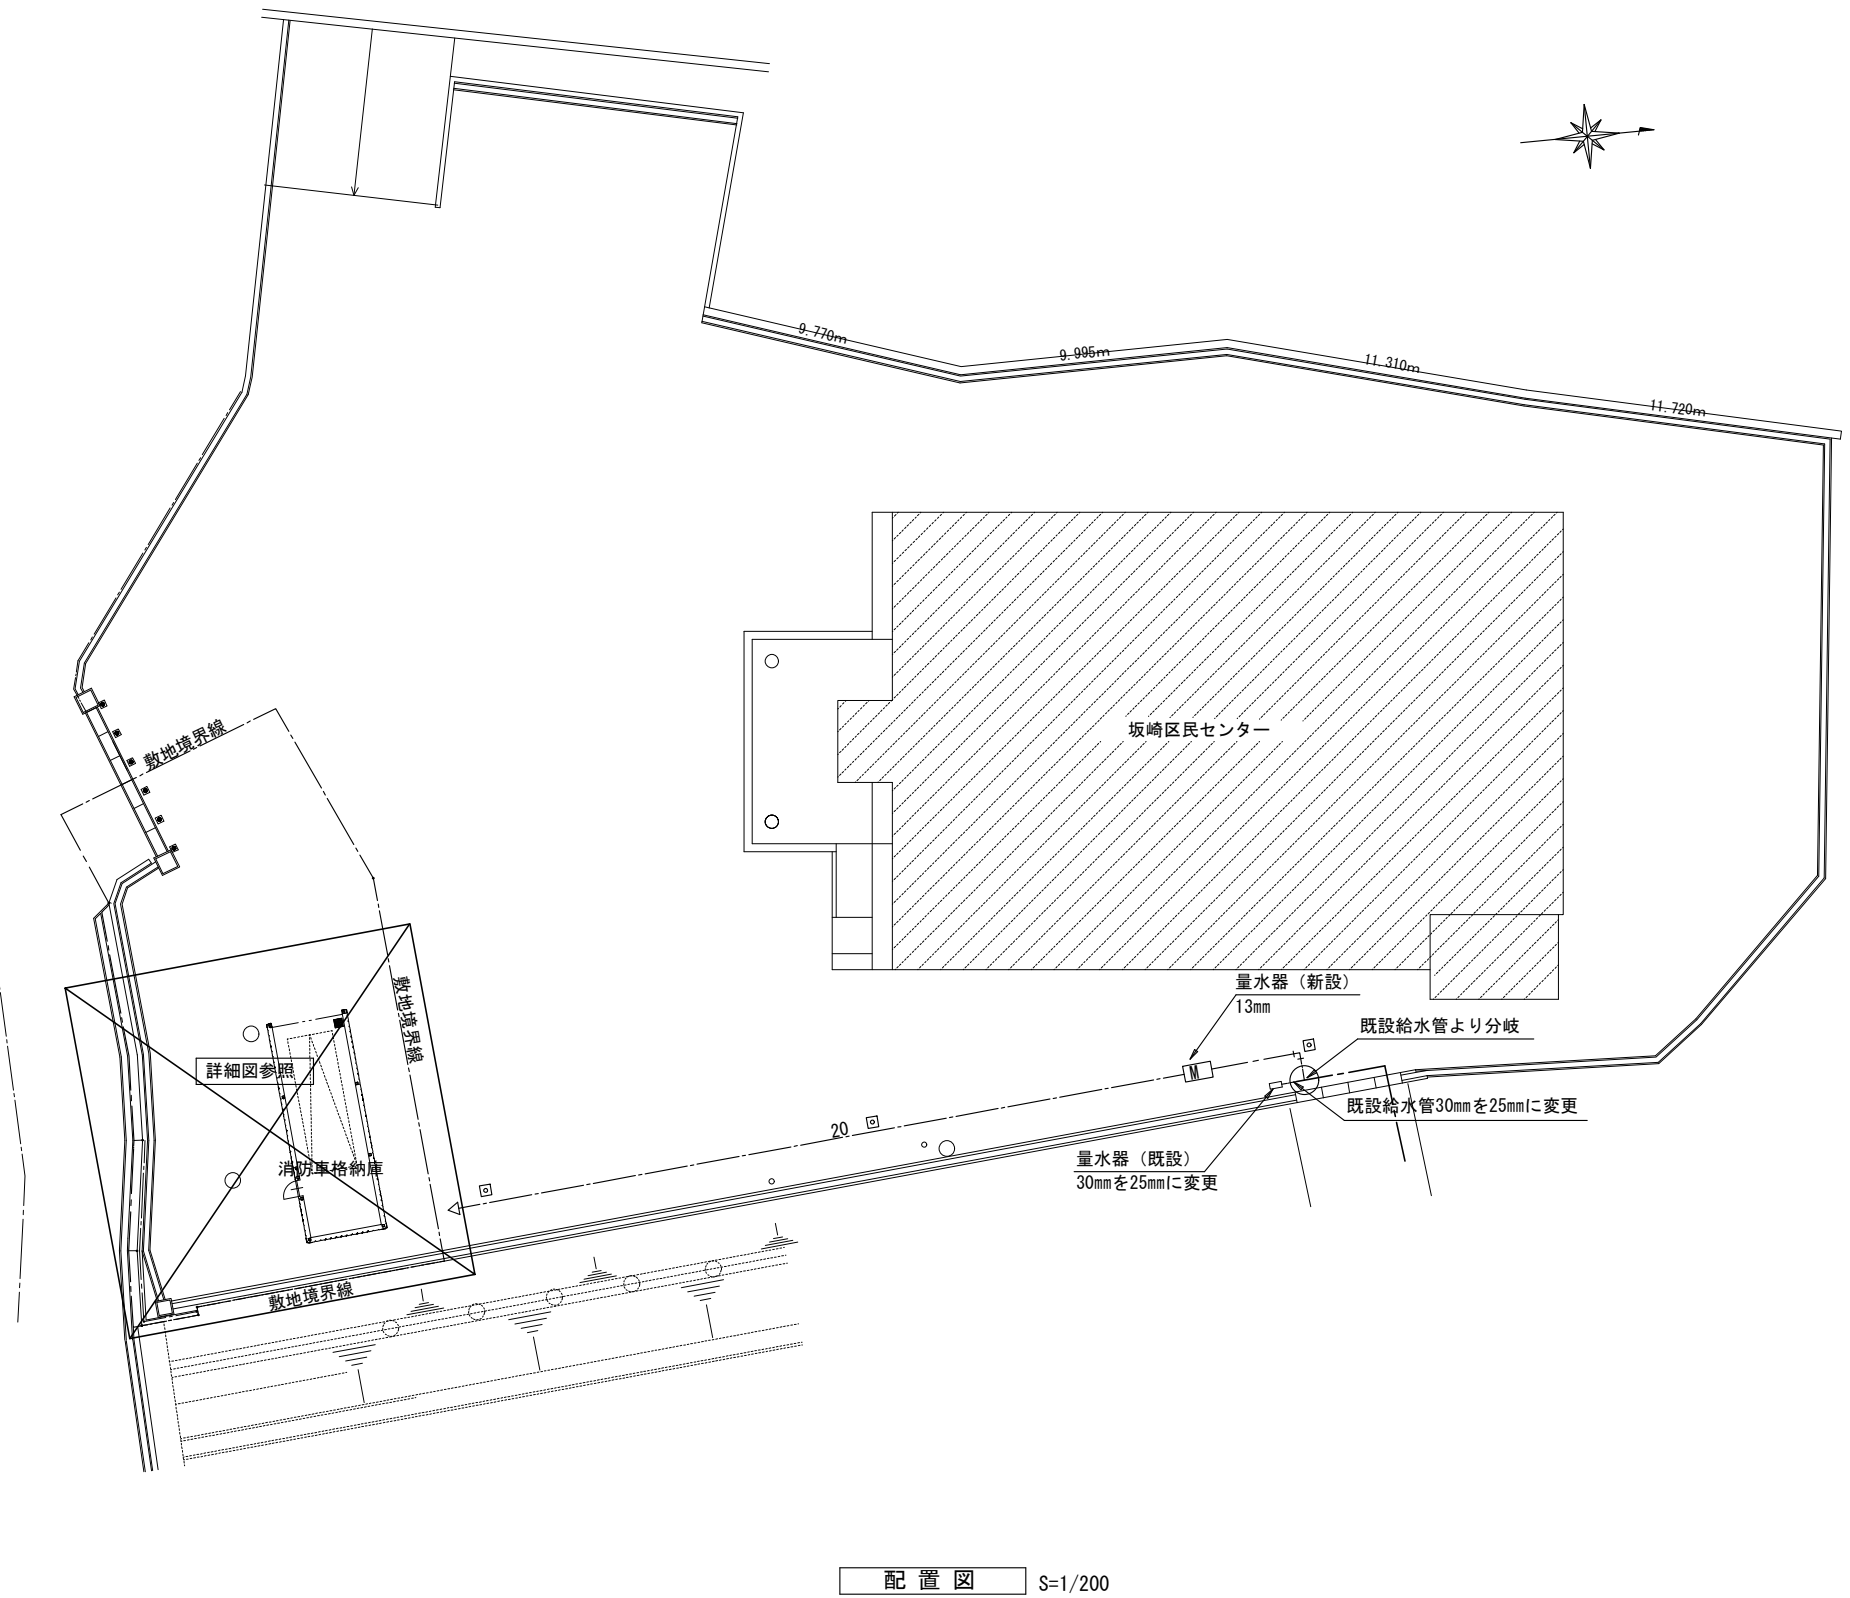 9.770m
9.995m
11.310m
11.720m
敷地境界線
坂崎区民センター
量水器（新設）
13㎜
既設給水管より分岐
敷地境界線
詳細図参照
M
既設給水管30㎜を25㎜に変更
20
量水器（既設）
30㎜を25㎜に変更
消防車格納庫
敷地境界線
配置図 S=1/200